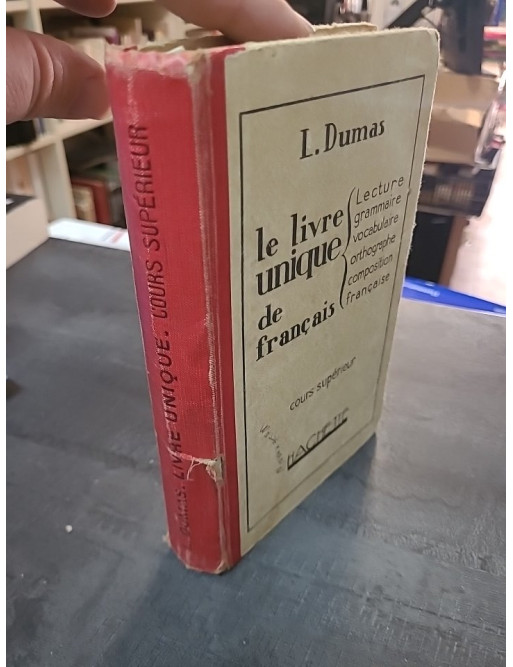 DUMAS. LIVRE UNIQUE. COURS SUPÉRIEUR
L. Dumas
le livre
unique
de
français
Lecture
grammaire
vocabulaire
orthographe
composition
française
cours supérieur
HACHETTE